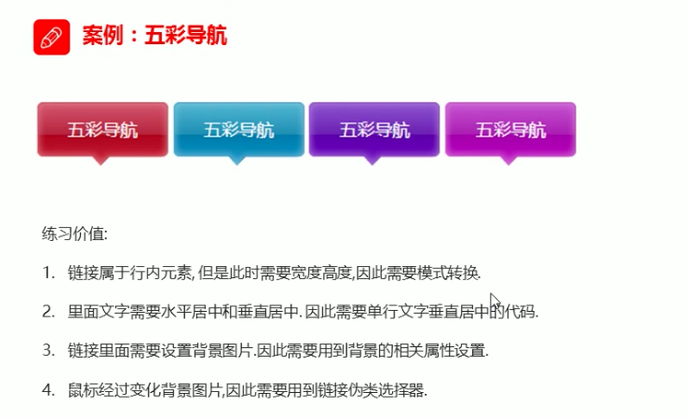 案例：五彩导航
五彩导航 五彩导航 五彩导航 五彩导航
练习价值:
1. 链接属于行内元素, 但是此时需要宽度高度,因此需要模式转换.
2. 里面文字需要水平居中和垂直居中. 因此需要单行文字垂直居中的代码.
3. 链接里面需要设置背景图片.因此需要用到背景的相关属性设置.
4. 鼠标经过变化背景图片,因此需要用到链接伪类选择器.